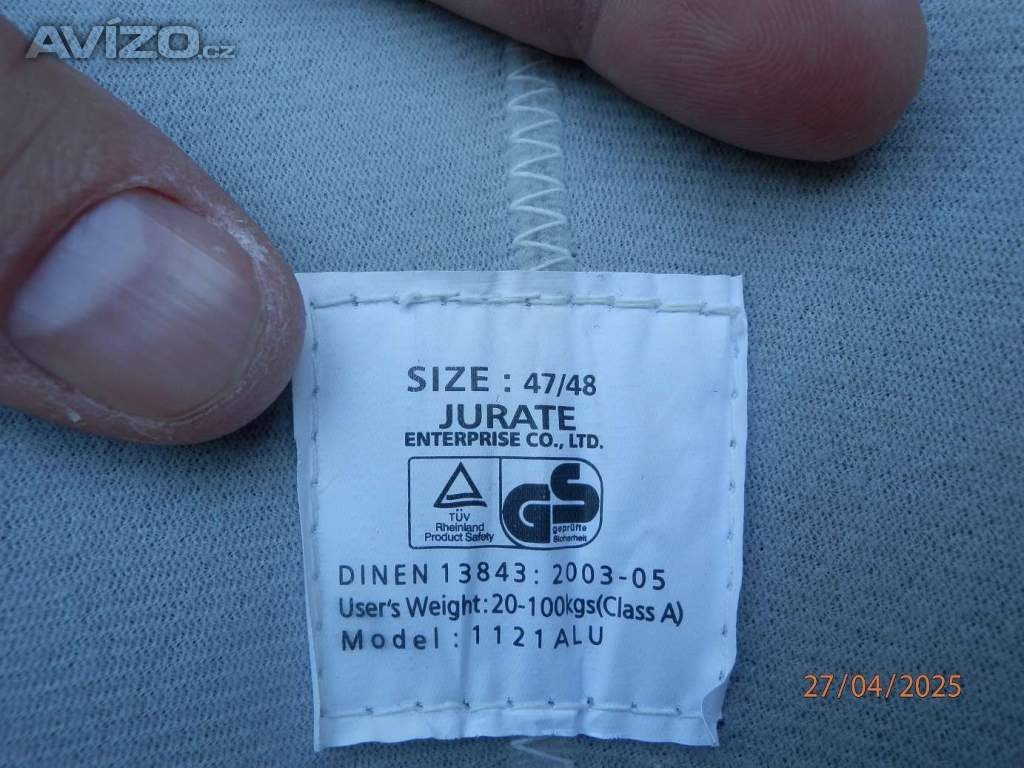 AVÍZO.cz
SIZE : 47/48
JURATE
ENTERPRISE CO., LTD.
TÜV
Rheinland
Product Safety
GS
geprüfte
Sicherheit
DINEN 13843: 2003-05
User's Weight:20-100kgs(Class A)
Model: 1121ALU
27/04/2025